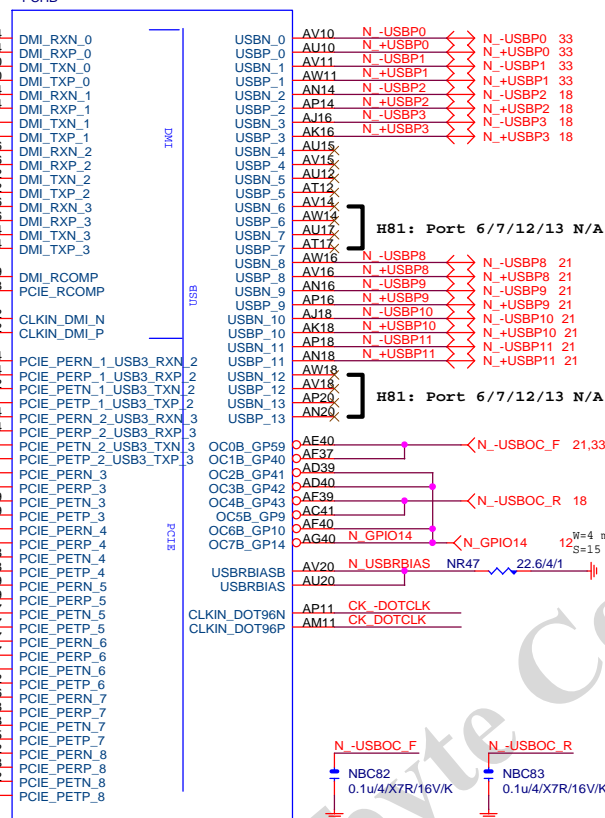 DMI_RXN_0
DMI_RXP_0
DMI_TXN_0
DMI_TXP_0
DMI_RXN_1
DMI_RXP_1
DMI_TXN_1
DMI_TXP_1
DMI_RXN_2
DMI_RXP_2
DMI_TXN_2
DMI_TXP_2
DMI_RXN_3
DMI_RXP_3
DMI_TXN_3
DMI_TXP_3
DMI_RCOMP
PCIE_RCOMP
CLKIN_DMI_N
CLKIN_DMI_P
PCIE_PERN_1_USB3_RXN_2
PCIE_PERP_1_USB3_RXP_2
PCIE_PETN_1_USB3_TXN_2
PCIE_PETP_1_USB3_TXP_2
PCIE_PERN_2_USB3_RXN_3
PCIE_PERP_2_USB3_RXP_3
PCIE_PETN_2_USB3_TXN_3
PCIE_PETP_2_USB3_TXP_3
PCIE_PERN_3
PCIE_PERP_3
PCIE_PETN_3
PCIE_PETP_3
PCIE_PERN_4
PCIE_PERP_4
PCIE_PETN_4
PCIE_PETP_4
PCIE_PERN_5
PCIE_PERP_5
PCIE_PETN_5
PCIE_PETP_5
PCIE_PERN_6
PCIE_PERP_6
PCIE_PETN_6
PCIE_PETP_6
PCIE_PERN_7
PCIE_PERP_7
PCIE_PETN_7
PCIE_PETP_7
PCIE_PERN_8
PCIE_PERP_8
PCIE_PETN_8
PCIE_PETP_8
DMI
USB
PCIE
USBN_0 AV10 N_-USBP0 N_-USBP0 33
USBP_0 AU10 N_+USBP0 N_+USBP0 33
USBN_1 AV11 N_-USBP1 N_-USBP1 33
USBP_1 AW11 N_+USBP1 N_+USBP1 33
USBN_2 AN14 N_-USBP2 N_-USBP2 18
USBP_2 AP14 N_+USBP2 N_+USBP2 18
USBN_3 AJ16 N_-USBP3 N_-USBP3 18
USBP_3 AK16 N_+USBP3 N_+USBP3 18
USBN_4 AU15
USBP_4 AV15
USBN_5 AU12
USBP_5 AT12
USBN_6 AV14
USBP_6 AW14
USBN_7 AU17
USBP_7 AT17
H81: Port 6/7/12/13 N/A
USBN_8 AW16 N_-USBP8 N_-USBP8 21
USBP_8 AV16 N_+USBP8 N_+USBP8 21
USBN_9 AN16 N_-USBP9 N_-USBP9 21
USBP_9 AP16 N_+USBP9 N_+USBP9 21
USBN_10 AJ18 N_-USBP10 N_-USBP10 21
USBP_10 AK18 N_+USBP10 N_+USBP10 21
USBN_11 AP18 N_-USBP11 N_-USBP11 21
USBP_11 AN18 N_+USBP11 N_+USBP11 21
USBN_12 AW18
USBP_12 AV18
USBN_13 AP20
USBP_13 AN20
H81: Port 6/7/12/13 N/A
OC0B_GP59 AE40 N_-USBOC_F 21,33
OC1B_GP40 AF37
OC2B_GP41 AD39
OC3B_GP42 AD40
OC4B_GP43 AF39 N_-USBOC_R 18
OC5B_GP9 AC41
OC6B_GP10 AF40
OC7B_GP14 AG40 N_GPIO14 N_GPIO14 12
W=4 m
S=15
USBRBIASB AV20 N_USBRBIAS NR47 22.6/4/1
USBRBIAS AU20
CLKIN_DOT96N AP11 CK_-DOTCLK
CLKIN_DOT96P AM11 CK_DOTCLK
N_-USBOC_F
NBC82
0.1u/4/X7R/16V/K
N_-USBOC_R
NBC83
0.1u/4/X7R/16V/K